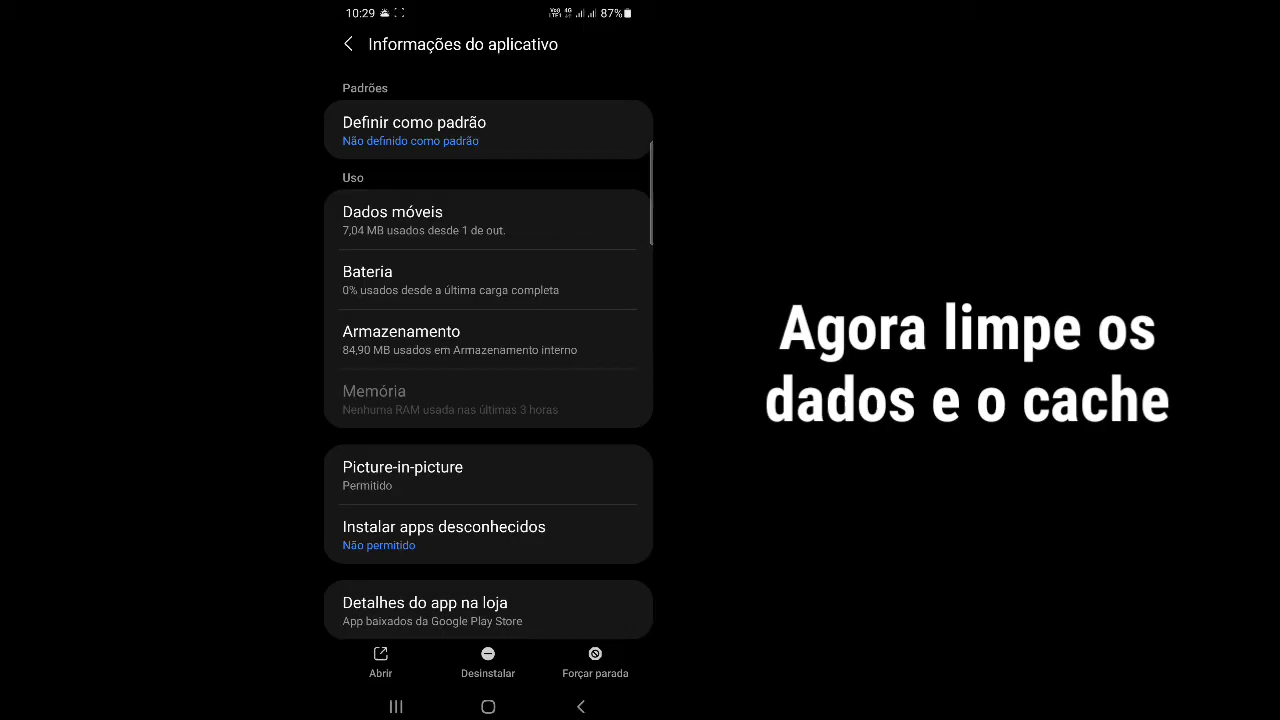 10:29
Vo) 4G LTE1 87%
Informações do aplicativo
Padrões
Definir como padrão
Não definido como padrão
Uso
Dados móveis
7,04 MB usados desde 1 de out.
Bateria
0% usados desde a última carga completa
Armazenamento
84,90 MB usados em Armazenamento interno
Memória
Nenhuma RAM usada nas últimas 3 horas
Picture-in-picture
Permitido
Instalar apps desconhecidos
Não permitido
Detalhes do app na loja
App baixados da Google Play Store
Abrir
Desinstalar
Forçar parada
Agora limpe os
dados e o cache